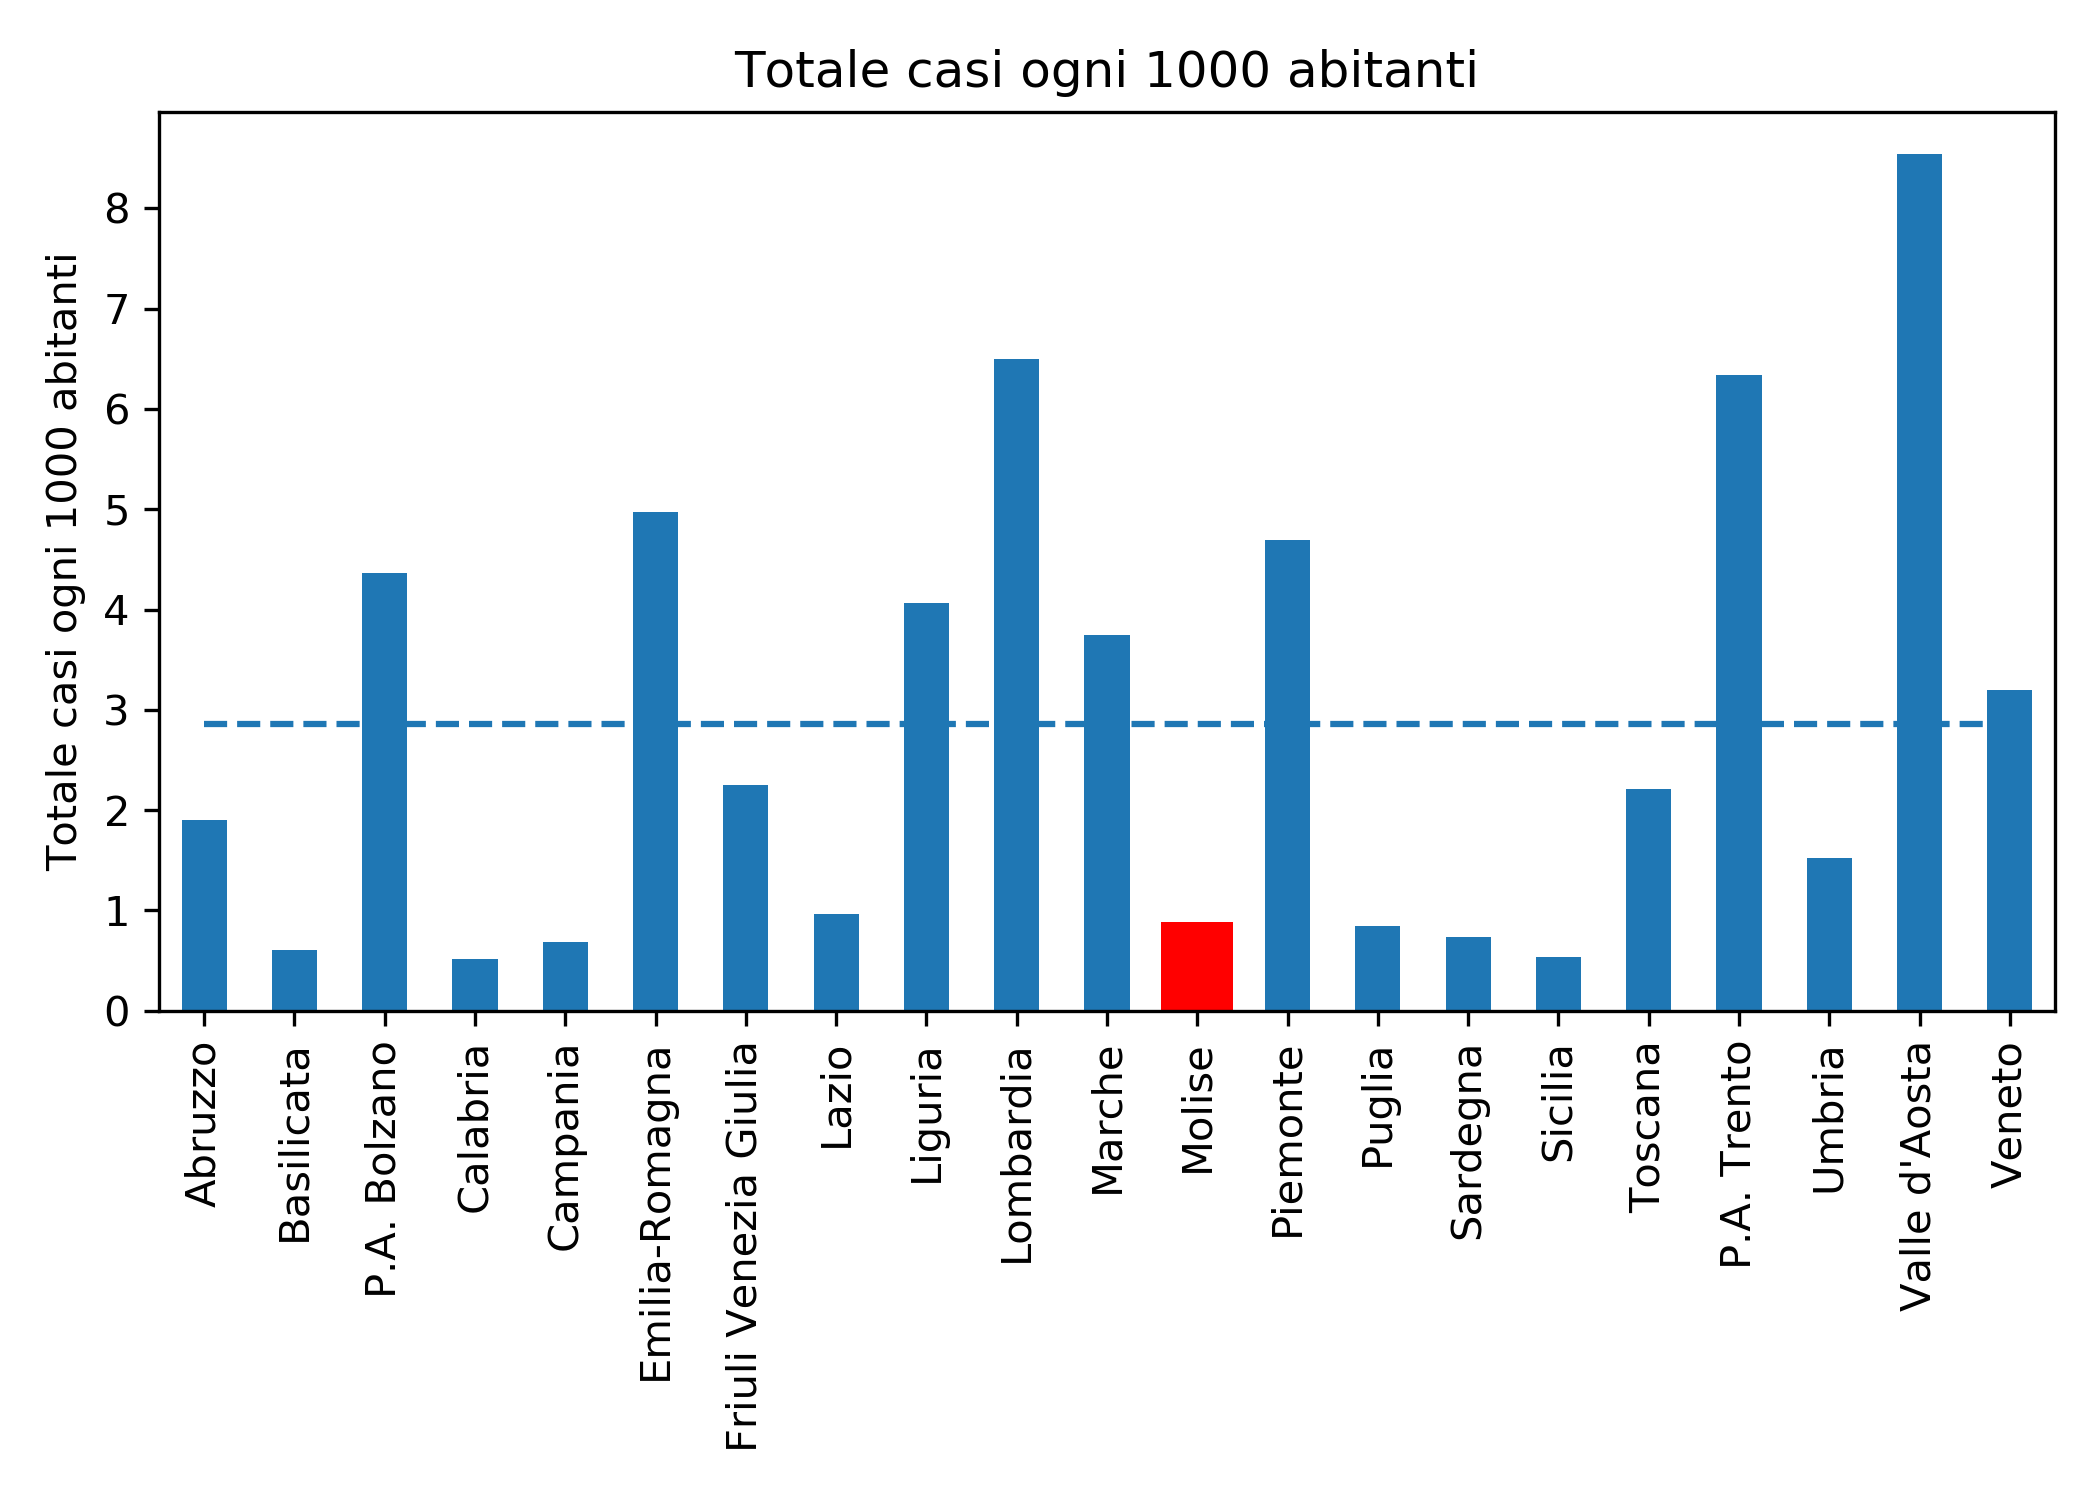 Totale casi ogni 1000 abitanti
Totale casi ogni 1000 abitanti
8
7
6
5
4
3
2
1
0
Abruzzo
Basilicata
P.A. Bolzano
Calabria
Campania
Emilia-Romagna
Friuli Venezia Giulia
Lazio
Liguria
Lombardia
Marche
Molise
Piemonte
Puglia
Sardegna
Sicilia
Toscana
P.A. Trento
Umbria
Valle d'Aosta
Veneto